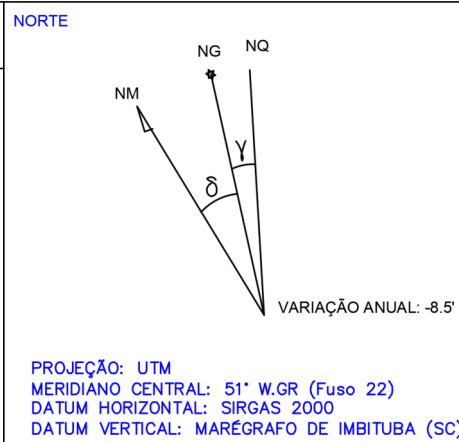 NORTE
NG NQ
NM
γ
δ
VARIAÇÃO ANUAL: -8.5'
PROJEÇÃO: UTM
MERIDIANO CENTRAL: 51° W.GR (Fuso 22)
DATUM HORIZONTAL: SIRGAS 2000
DATUM VERTICAL: MARÉGRAFO DE IMBITUBA (SC)